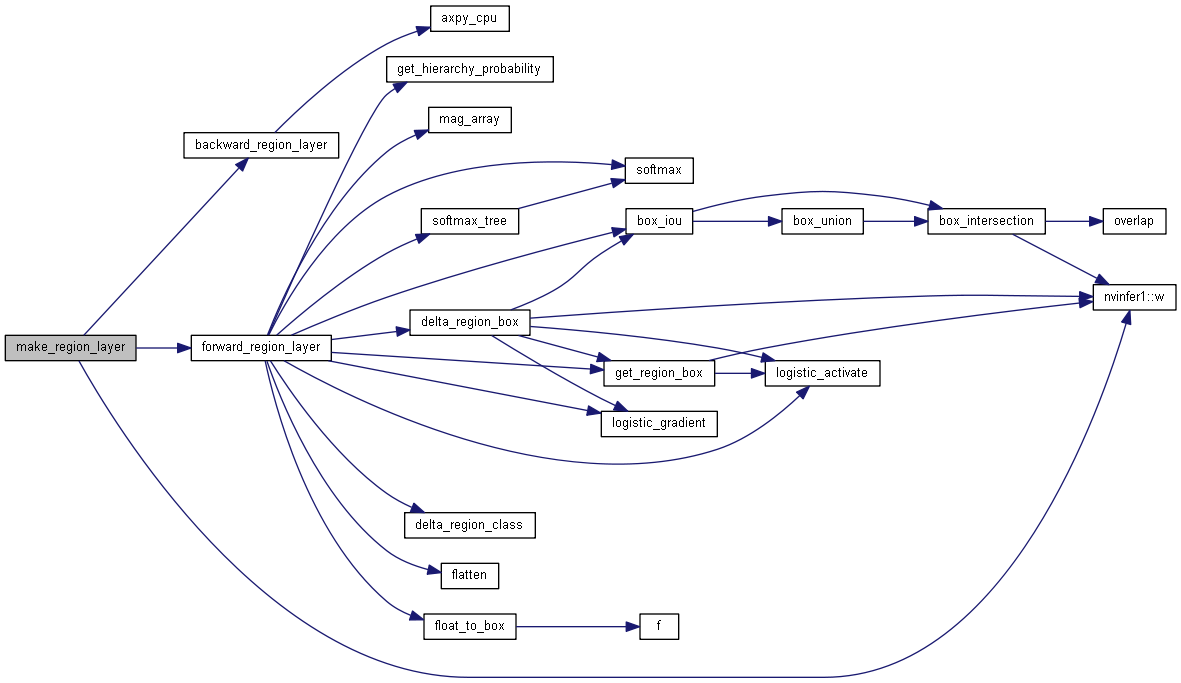 axpy_cpu
get_hierarchy_probability
mag_array
backward_region_layer
softmax
softmax_tree
box_iou
box_union
box_intersection
overlap
nvinfer1::w
delta_region_box
make_region_layer
forward_region_layer
get_region_box
logistic_activate
logistic_gradient
delta_region_class
flatten
float_to_box
f